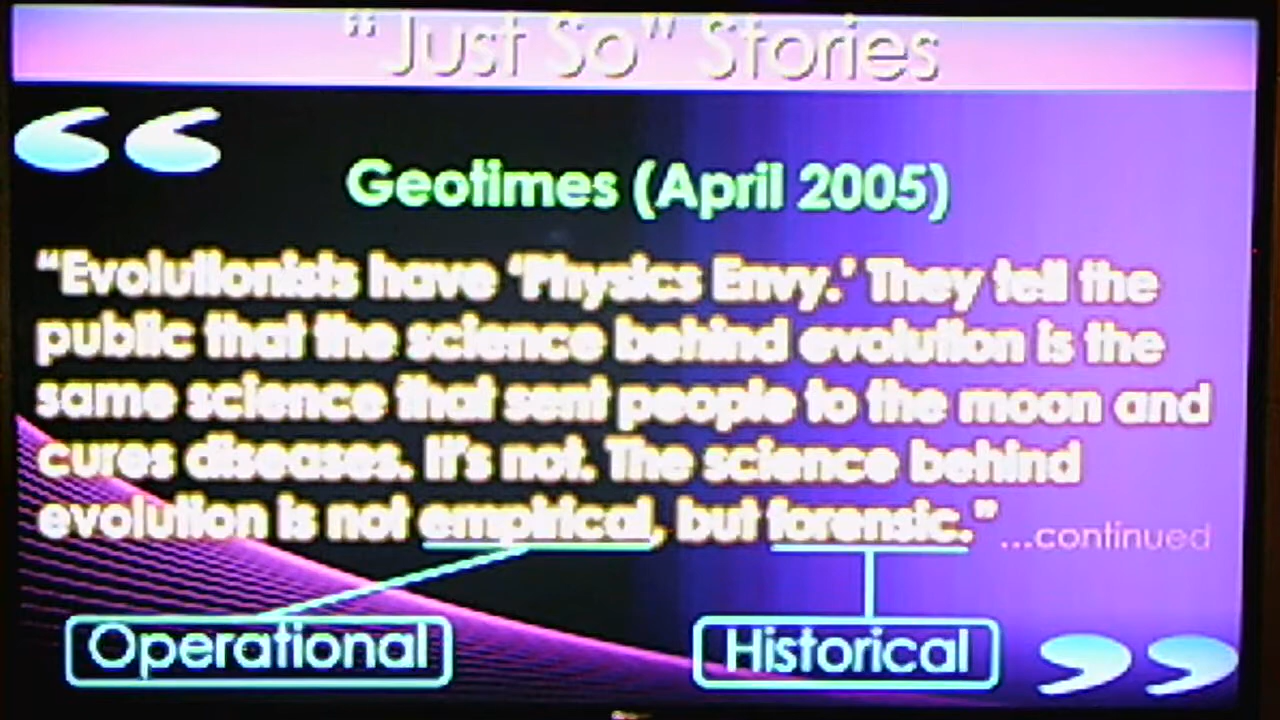 "Just So" Stories
Geotimes (April 2005)
"Evolutionists have 'Physics Envy.' They tell the
public that the science behind evolution is the
same science that sent people to the moon and
cures diseases. It's not. The science behind
evolution is not empirical, but forensic." ...continued
Operational
Historical